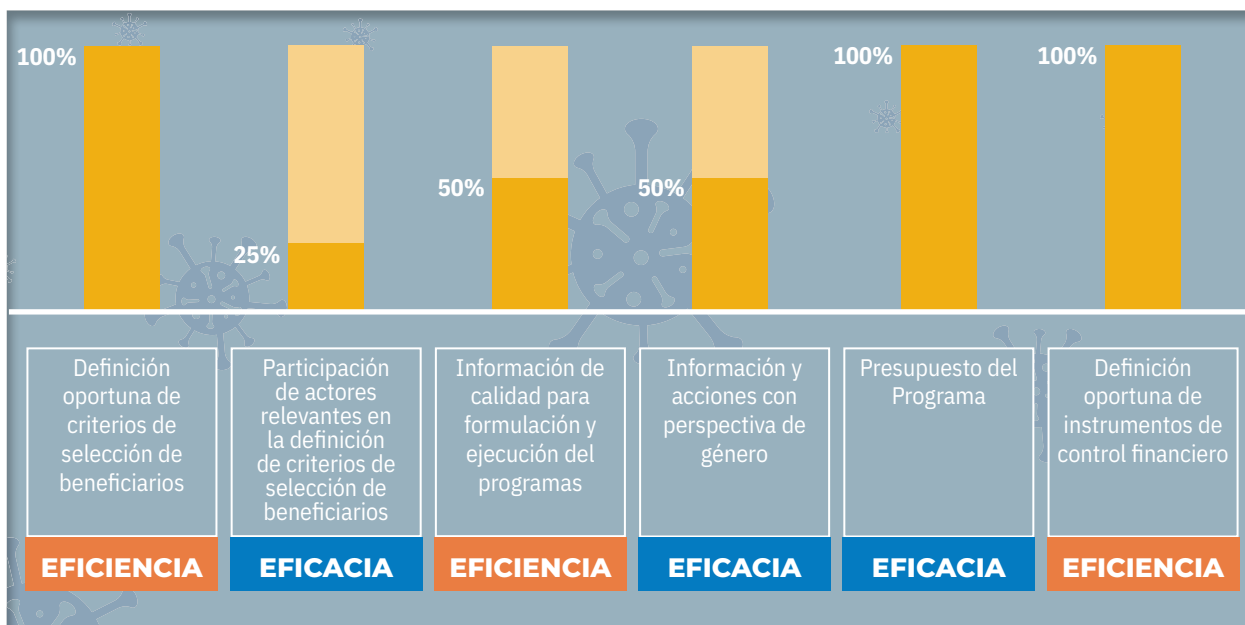 100%
25%
50%
50%
100%
100%
Definición
oportuna de
criterios de
selección de
beneficiarios
EFICIENCIA
Participación
de actores
relevantes en
la definición
de criterios de
selección de
beneficiarios
EFICACIA
Información de
calidad para
formulación y
ejecución del
programas
EFICIENCIA
Información y
acciones con
perspectiva de
género
EFICACIA
Presupuesto del
Programa
EFICACIA
Definición
oportuna de
instrumentos de
control financiero
EFICIENCIA